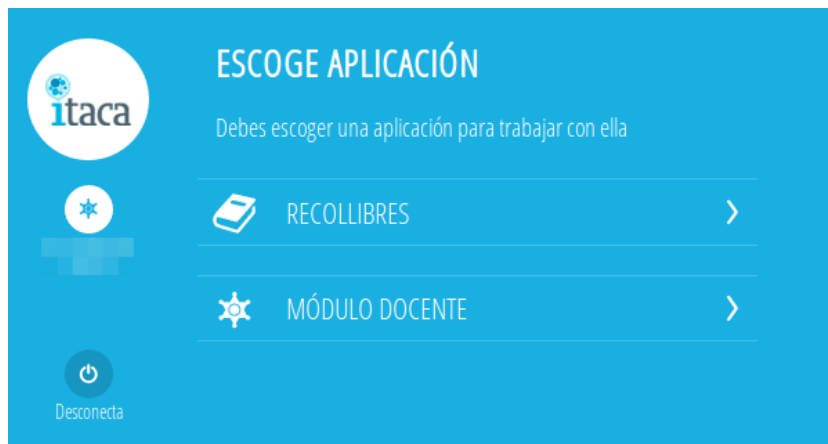 itaca
Desconecta
ESCOGE APLICACIÓN
Debes escoger una aplicación para trabajar con ella
RECOLLIBRES
MÓDULO DOCENTE